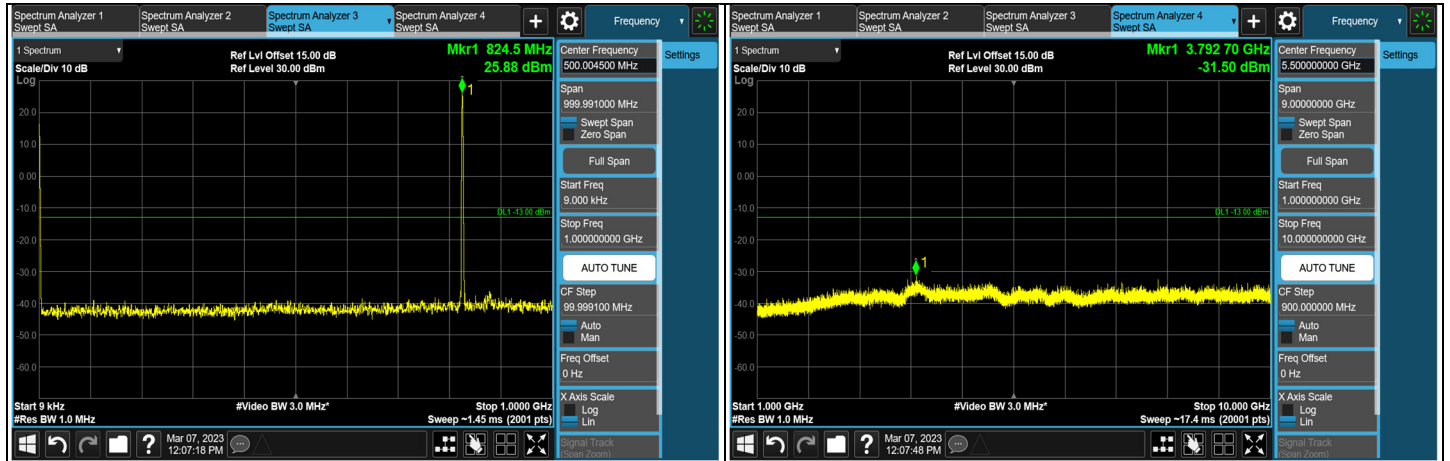 Spectrum Analyzer 1
Swept SA
Spectrum Analyzer 2
Swept SA
Spectrum Analyzer 3
Swept SA
Spectrum Analyzer 4
Swept SA
+
Frequency
1 Spectrum
Scale/Div 10 dB
Log
Ref Lvl Offset 15.00 dB
Ref Level 30.00 dBm
Mkr1 824.5 MHz
25.88 dBm
1
20.0
10.0
0.00
-10.0
-20.0
-30.0
-40.0
-50.0
-60.0
DL1 -13.00 dBm
Start 9 kHz
#Res BW 1.0 MHz
#Video BW 3.0 MHz*
Stop 1.0000 GHz
Sweep ~1.45 ms (2001 pts)
Center Frequency
500.004500 MHz
Settings
Span
999.991000 MHz
Swept Span
Zero Span
Full Span
Start Freq
9.000 kHz
Stop Freq
1.000000000 GHz
AUTO TUNE
CF Step
99.999100 MHz
Auto
Man
Freq Offset
0 Hz
X Axis Scale
Log
Lin
Signal Track
(Span Zoom)
?
Mar 07, 2023
12:07:18 PM
Spectrum Analyzer 1
Swept SA
Spectrum Analyzer 2
Swept SA
Spectrum Analyzer 3
Swept SA
Spectrum Analyzer 4
Swept SA
+
Frequency
1 Spectrum
Scale/Div 10 dB
Log
Ref Lvl Offset 15.00 dB
Ref Level 30.00 dBm
Mkr1 3.792 70 GHz
-31.50 dBm
1
20.0
10.0
0.00
-10.0
-20.0
-30.0
-40.0
-50.0
-60.0
DL1 -13.00 dBm
Start 1.000 GHz
#Res BW 1.0 MHz
#Video BW 3.0 MHz*
Stop 10.000 GHz
Sweep ~17.4 ms (20001 pts)
Center Frequency
5.500000000 GHz
Settings
Span
9.00000000 GHz
Swept Span
Zero Span
Full Span
Start Freq
1.000000000 GHz
Stop Freq
10.000000000 GHz
AUTO TUNE
CF Step
900.000000 MHz
Auto
Man
Freq Offset
0 Hz
X Axis Scale
Log
Lin
Signal Track
(Span Zoom)
?
Mar 07, 2023
12:07:48 PM